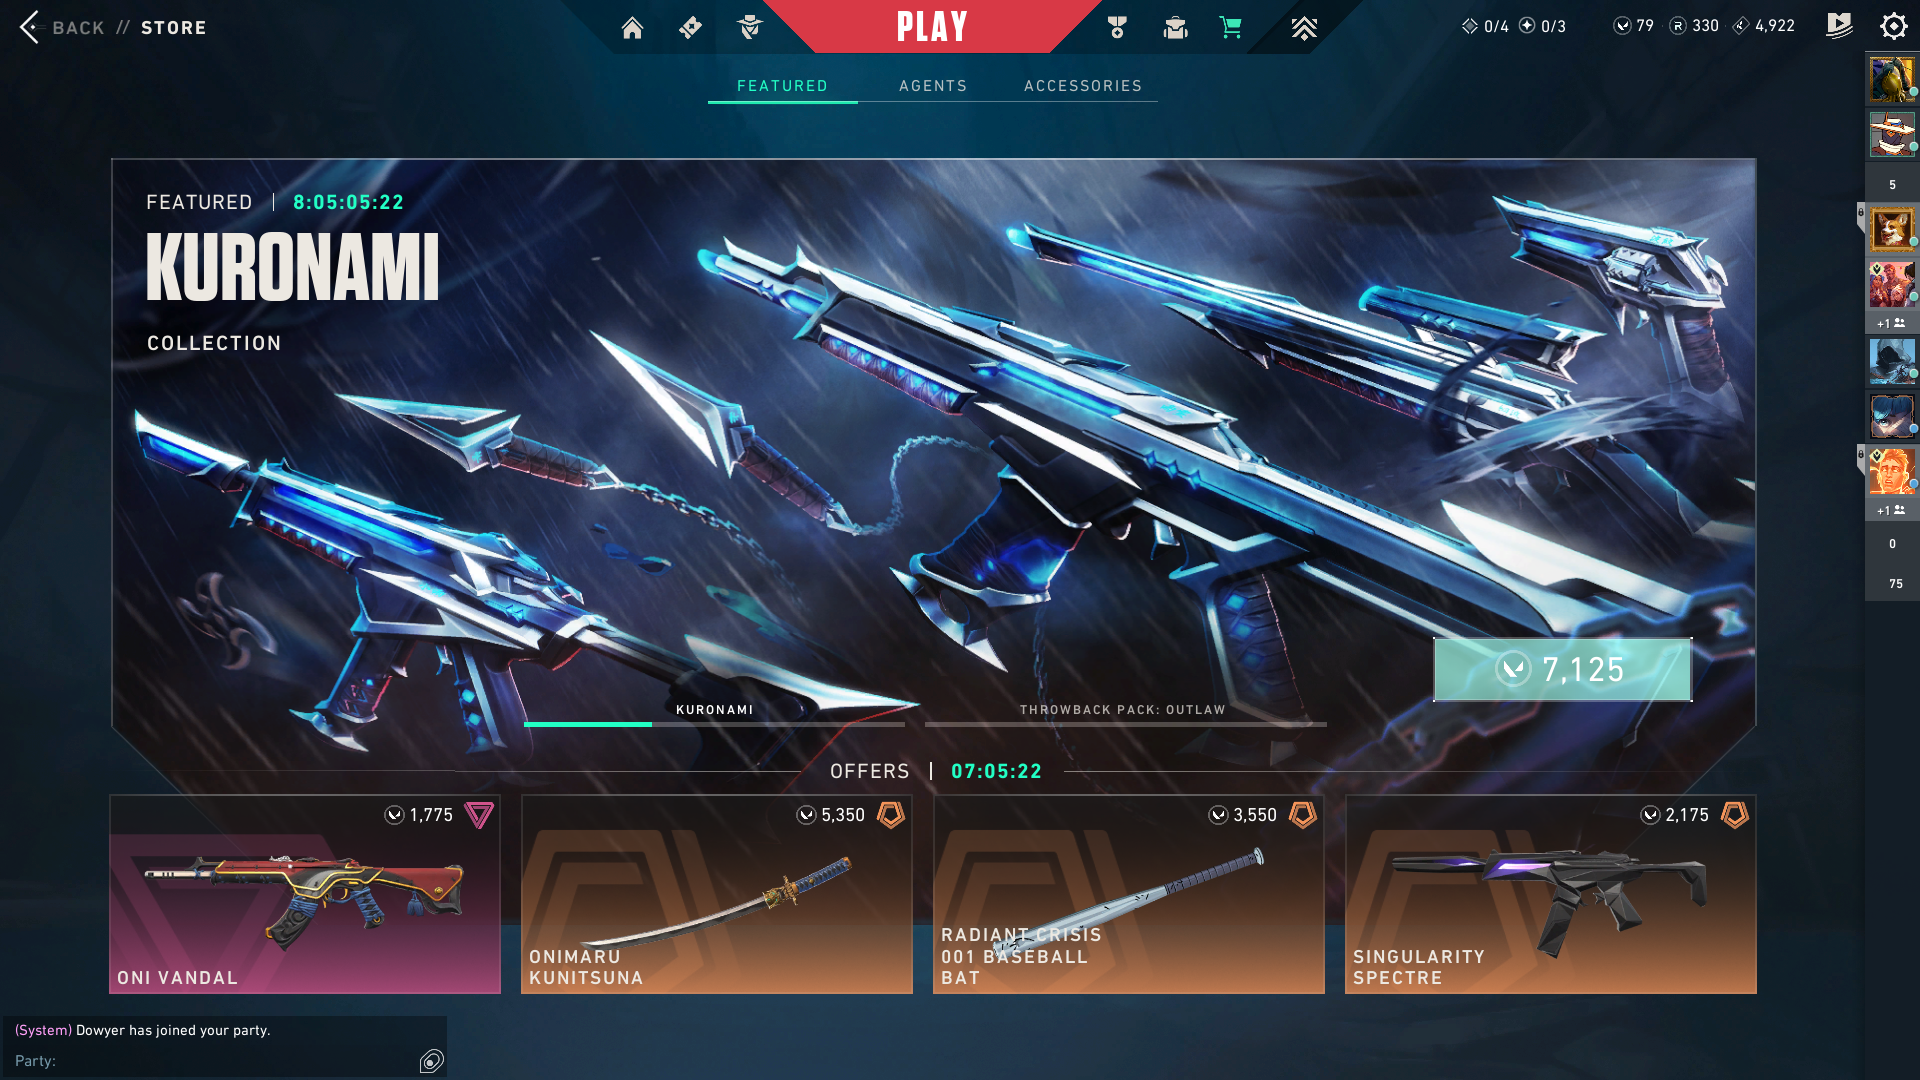 BACK // STORE
PLAY
0/4 0/3 79 R 330 4,922
FEATURED AGENTS ACCESSORIES
FEATURED | 8:05:05:22
KURONAMI
COLLECTION
7,125
KURONAMI
THROWBACK PACK: OUTLAW
OFFERS | 07:05:22
1,775
ONI VANDAL
5,350
ONIMARU
KUNITSUNA
3,550
RADIANT CRISIS
001 BASEBALL
BAT
2,175
SINGULARITY
SPECTRE
5
+1
+1
0
75
(System) Dowyer has joined your party.
Party: